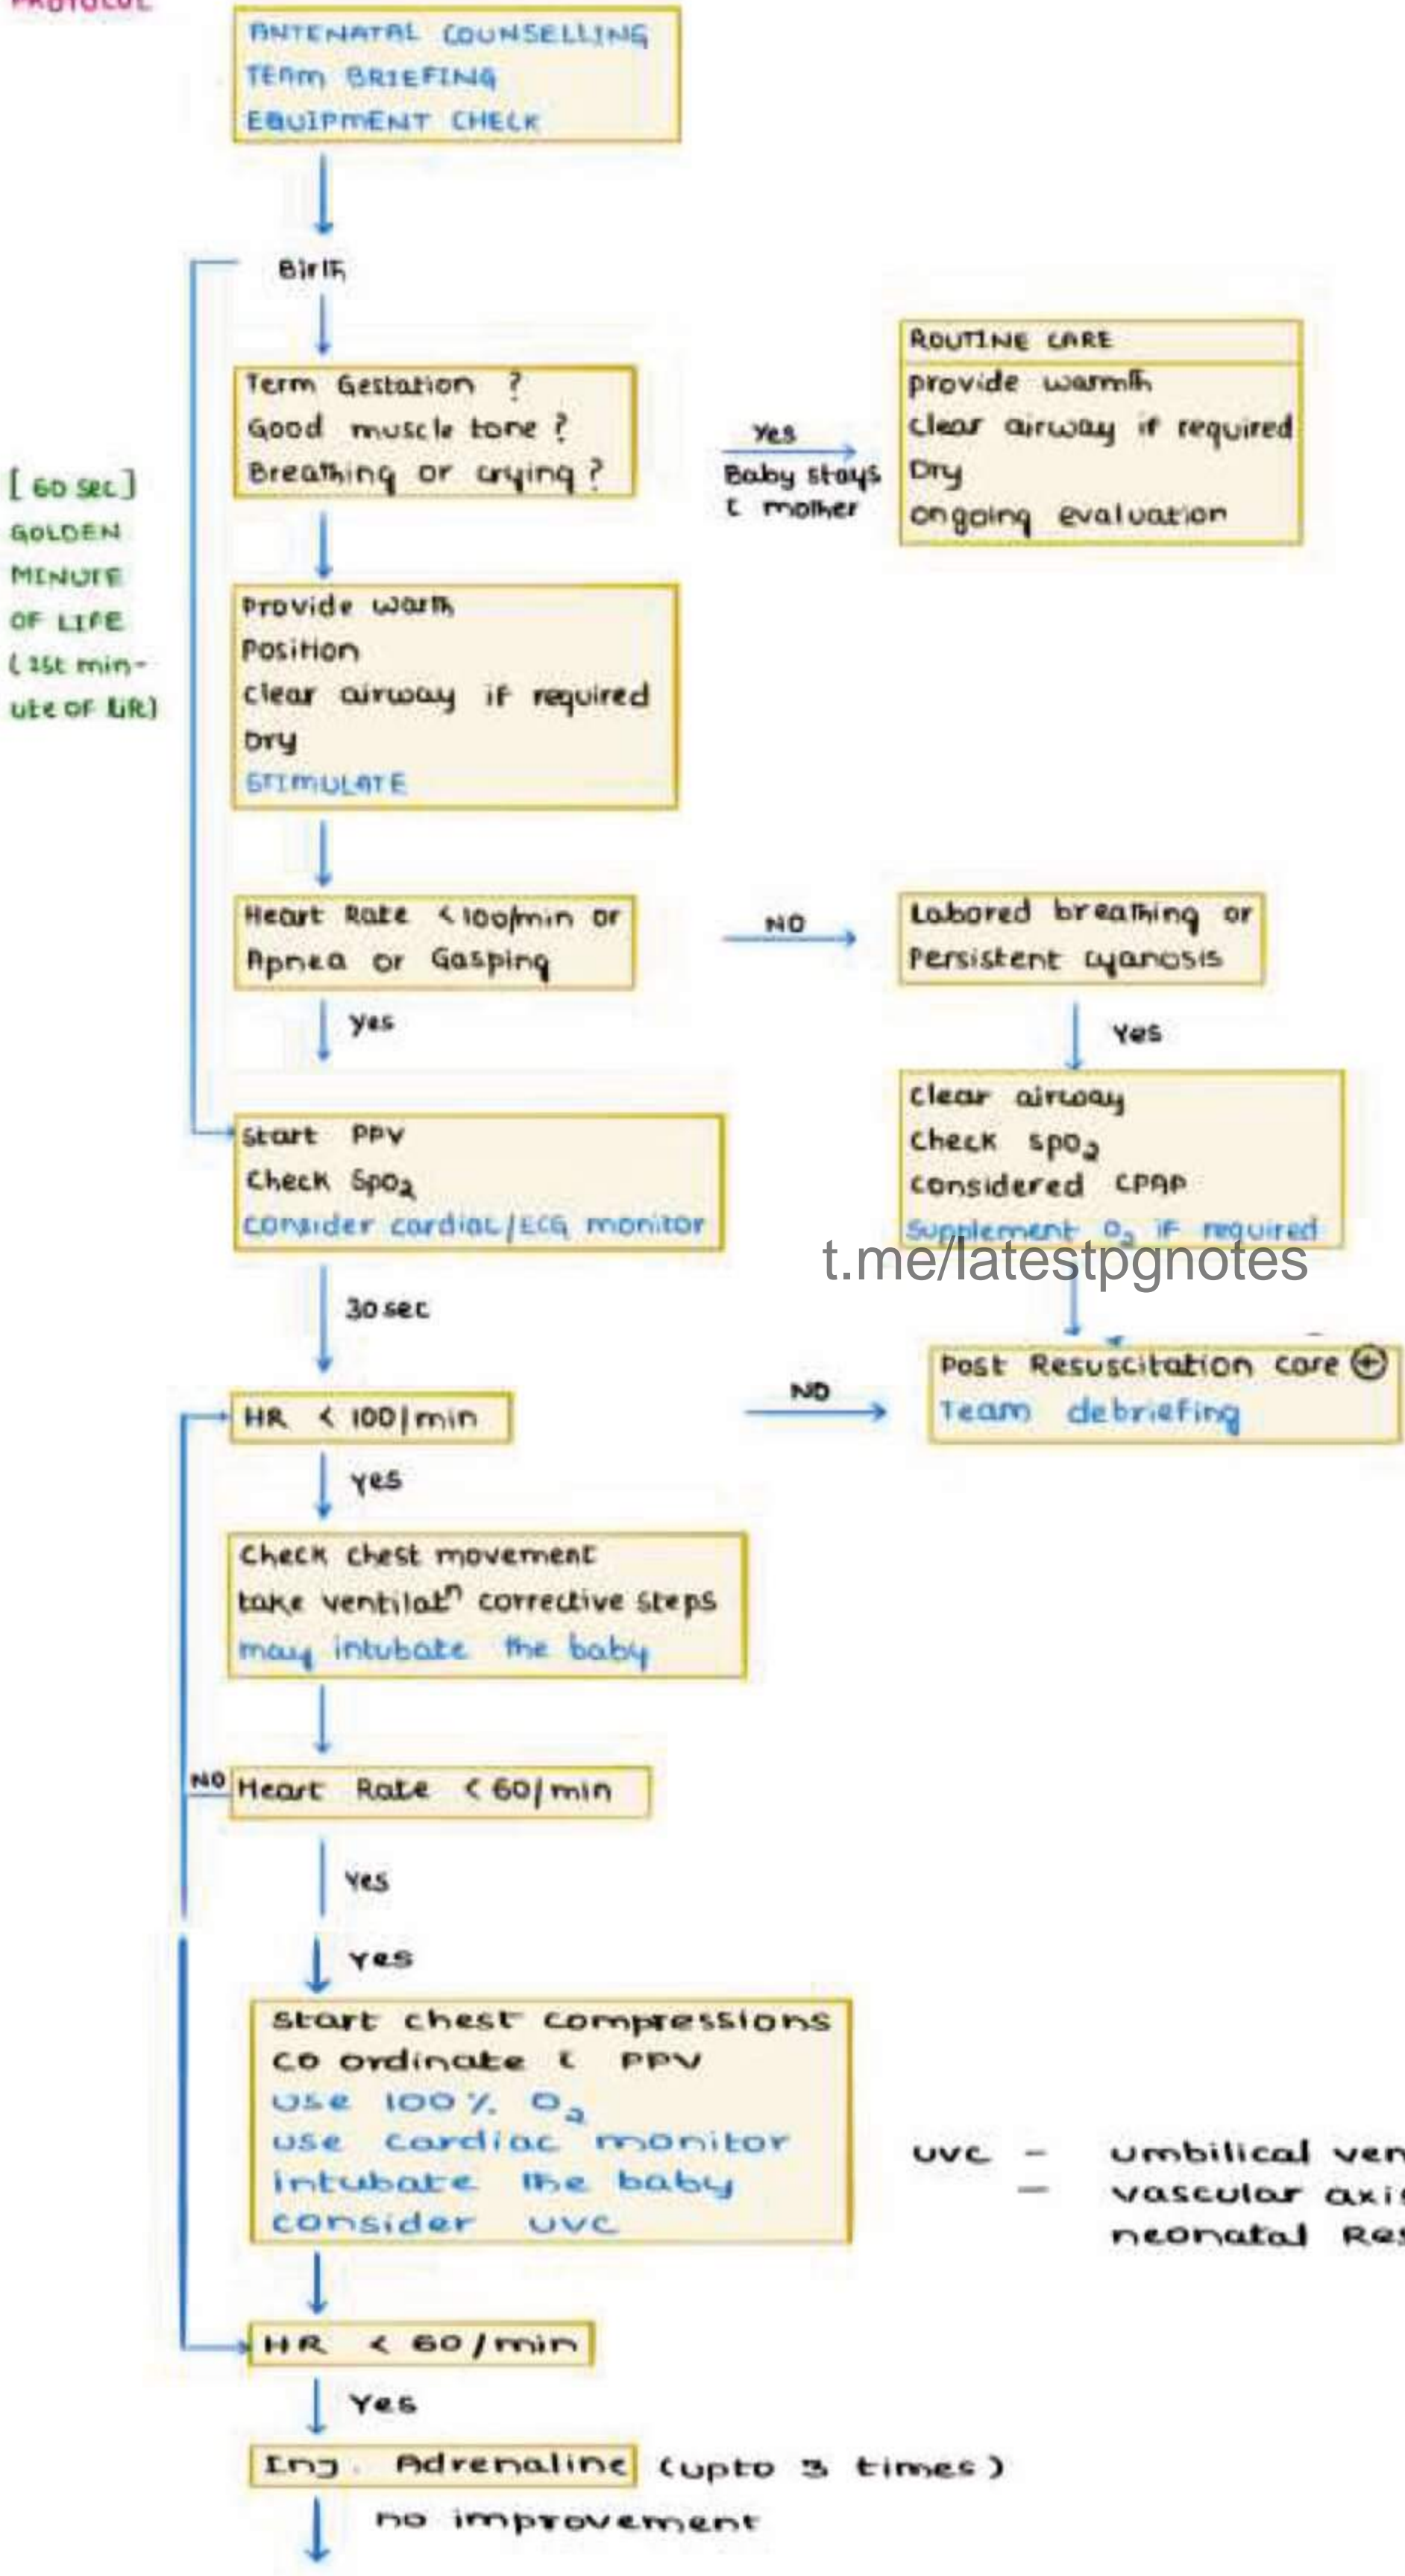 PROTOCOL
ANTENATAL COUNSELLING
TEAM BRIEFING
EQUIPMENT CHECK
Birth
Term Gestation ?
Good muscle tone ?
Breathing or crying ?
Yes
Baby stays
c mother
ROUTINE CARE
provide warmth
clear airway if required
Dry
ongoing evaluation
[ 60 sec ]
GOLDEN
MINUTE
OF LIFE
( 1st min-
ute of life)
Provide warth
Position
clear airway if required
Dry
STIMULATE
Heart Rate < 100/min or
Apnea or Gasping
NO
Labored breathing or
Persistent cyanosis
Yes
Yes
Start PPV
Check SpO2
consider cardiac/ECG monitor
clear airway
Check spo2
considered CPAP
Supplement O2 if required
t.me/latestpgnotes
30 sec
HR < 100/min
NO
Post Resuscitation care ⊕
Team debriefing
Yes
Check chest movement
take ventilatⁿ corrective steps
may intubate the baby
NO
Heart Rate < 60/min
Yes
Yes
Start chest compressions
co ordinate c PPV
use 100% O2
use cardiac monitor
intubate the baby
consider UVC
UVC - umbilical ven
- vascular axis
neonatal Res
HR < 60/min
Yes
Inj. Adrenaline (upto 3 times)
no improvement